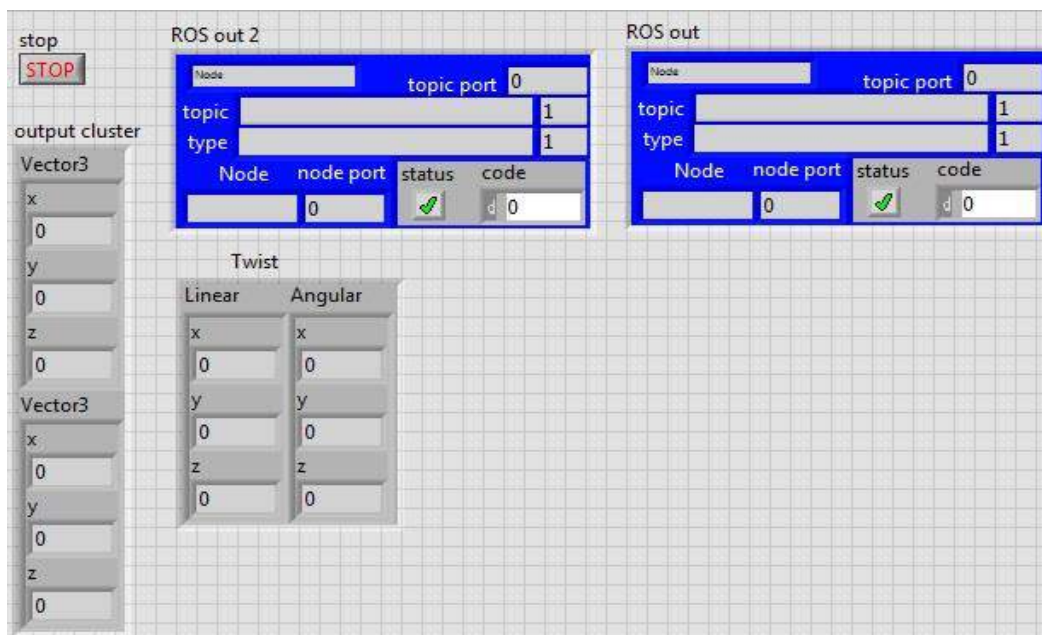 stop
STOP
output cluster
Vector3
x
0
y
0
z
0
Vector3
x
0
y
0
z
0
ROS out 2
Node
topic port 0
topic 1
type 1
Node node port status code
0 d 0
Twist
Linear Angular
x x
0 0
y y
0 0
z z
0 0
ROS out
Node
topic port 0
topic 1
type 1
Node node port status code
0 d 0